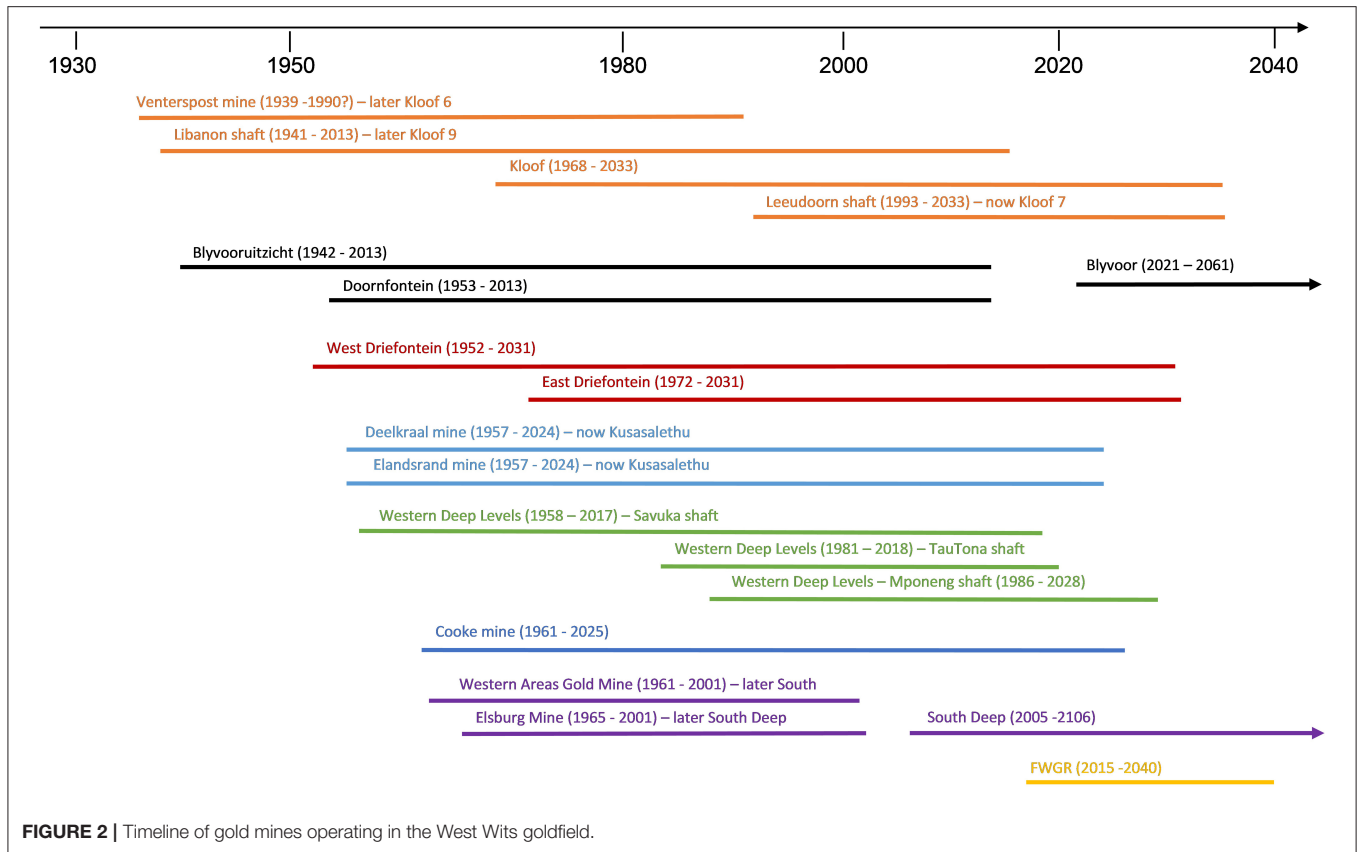 1930 1950 1980 2000 2020 2040
Venterspost mine (1939 -1990?) – later Kloof 6
Libanon shaft (1941 - 2013) – later Kloof 9
Kloof (1968 - 2033)
Leeudoorn shaft (1993 - 2033) – now Kloof 7
Blyvooruitzicht (1942 - 2013)
Blyvoor (2021 – 2061)
Doornfontein (1953 - 2013)
West Driefontein (1952 - 2031)
East Driefontein (1972 - 2031)
Deelkraal mine (1957 - 2024) – now Kusasalethu
Elandsrand mine (1957 - 2024) – now Kusasalethu
Western Deep Levels (1958 – 2017) – Savuka shaft
Western Deep Levels (1981 – 2018) – TauTona shaft
Western Deep Levels – Mponeng shaft (1986 - 2028)
Cooke mine (1961 - 2025)
Western Areas Gold Mine (1961 - 2001) – later South
Elsburg Mine (1965 - 2001) – later South Deep
South Deep (2005 -2106)
FWGR (2015 -2040)
FIGURE 2 | Timeline of gold mines operating in the West Wits goldfield.